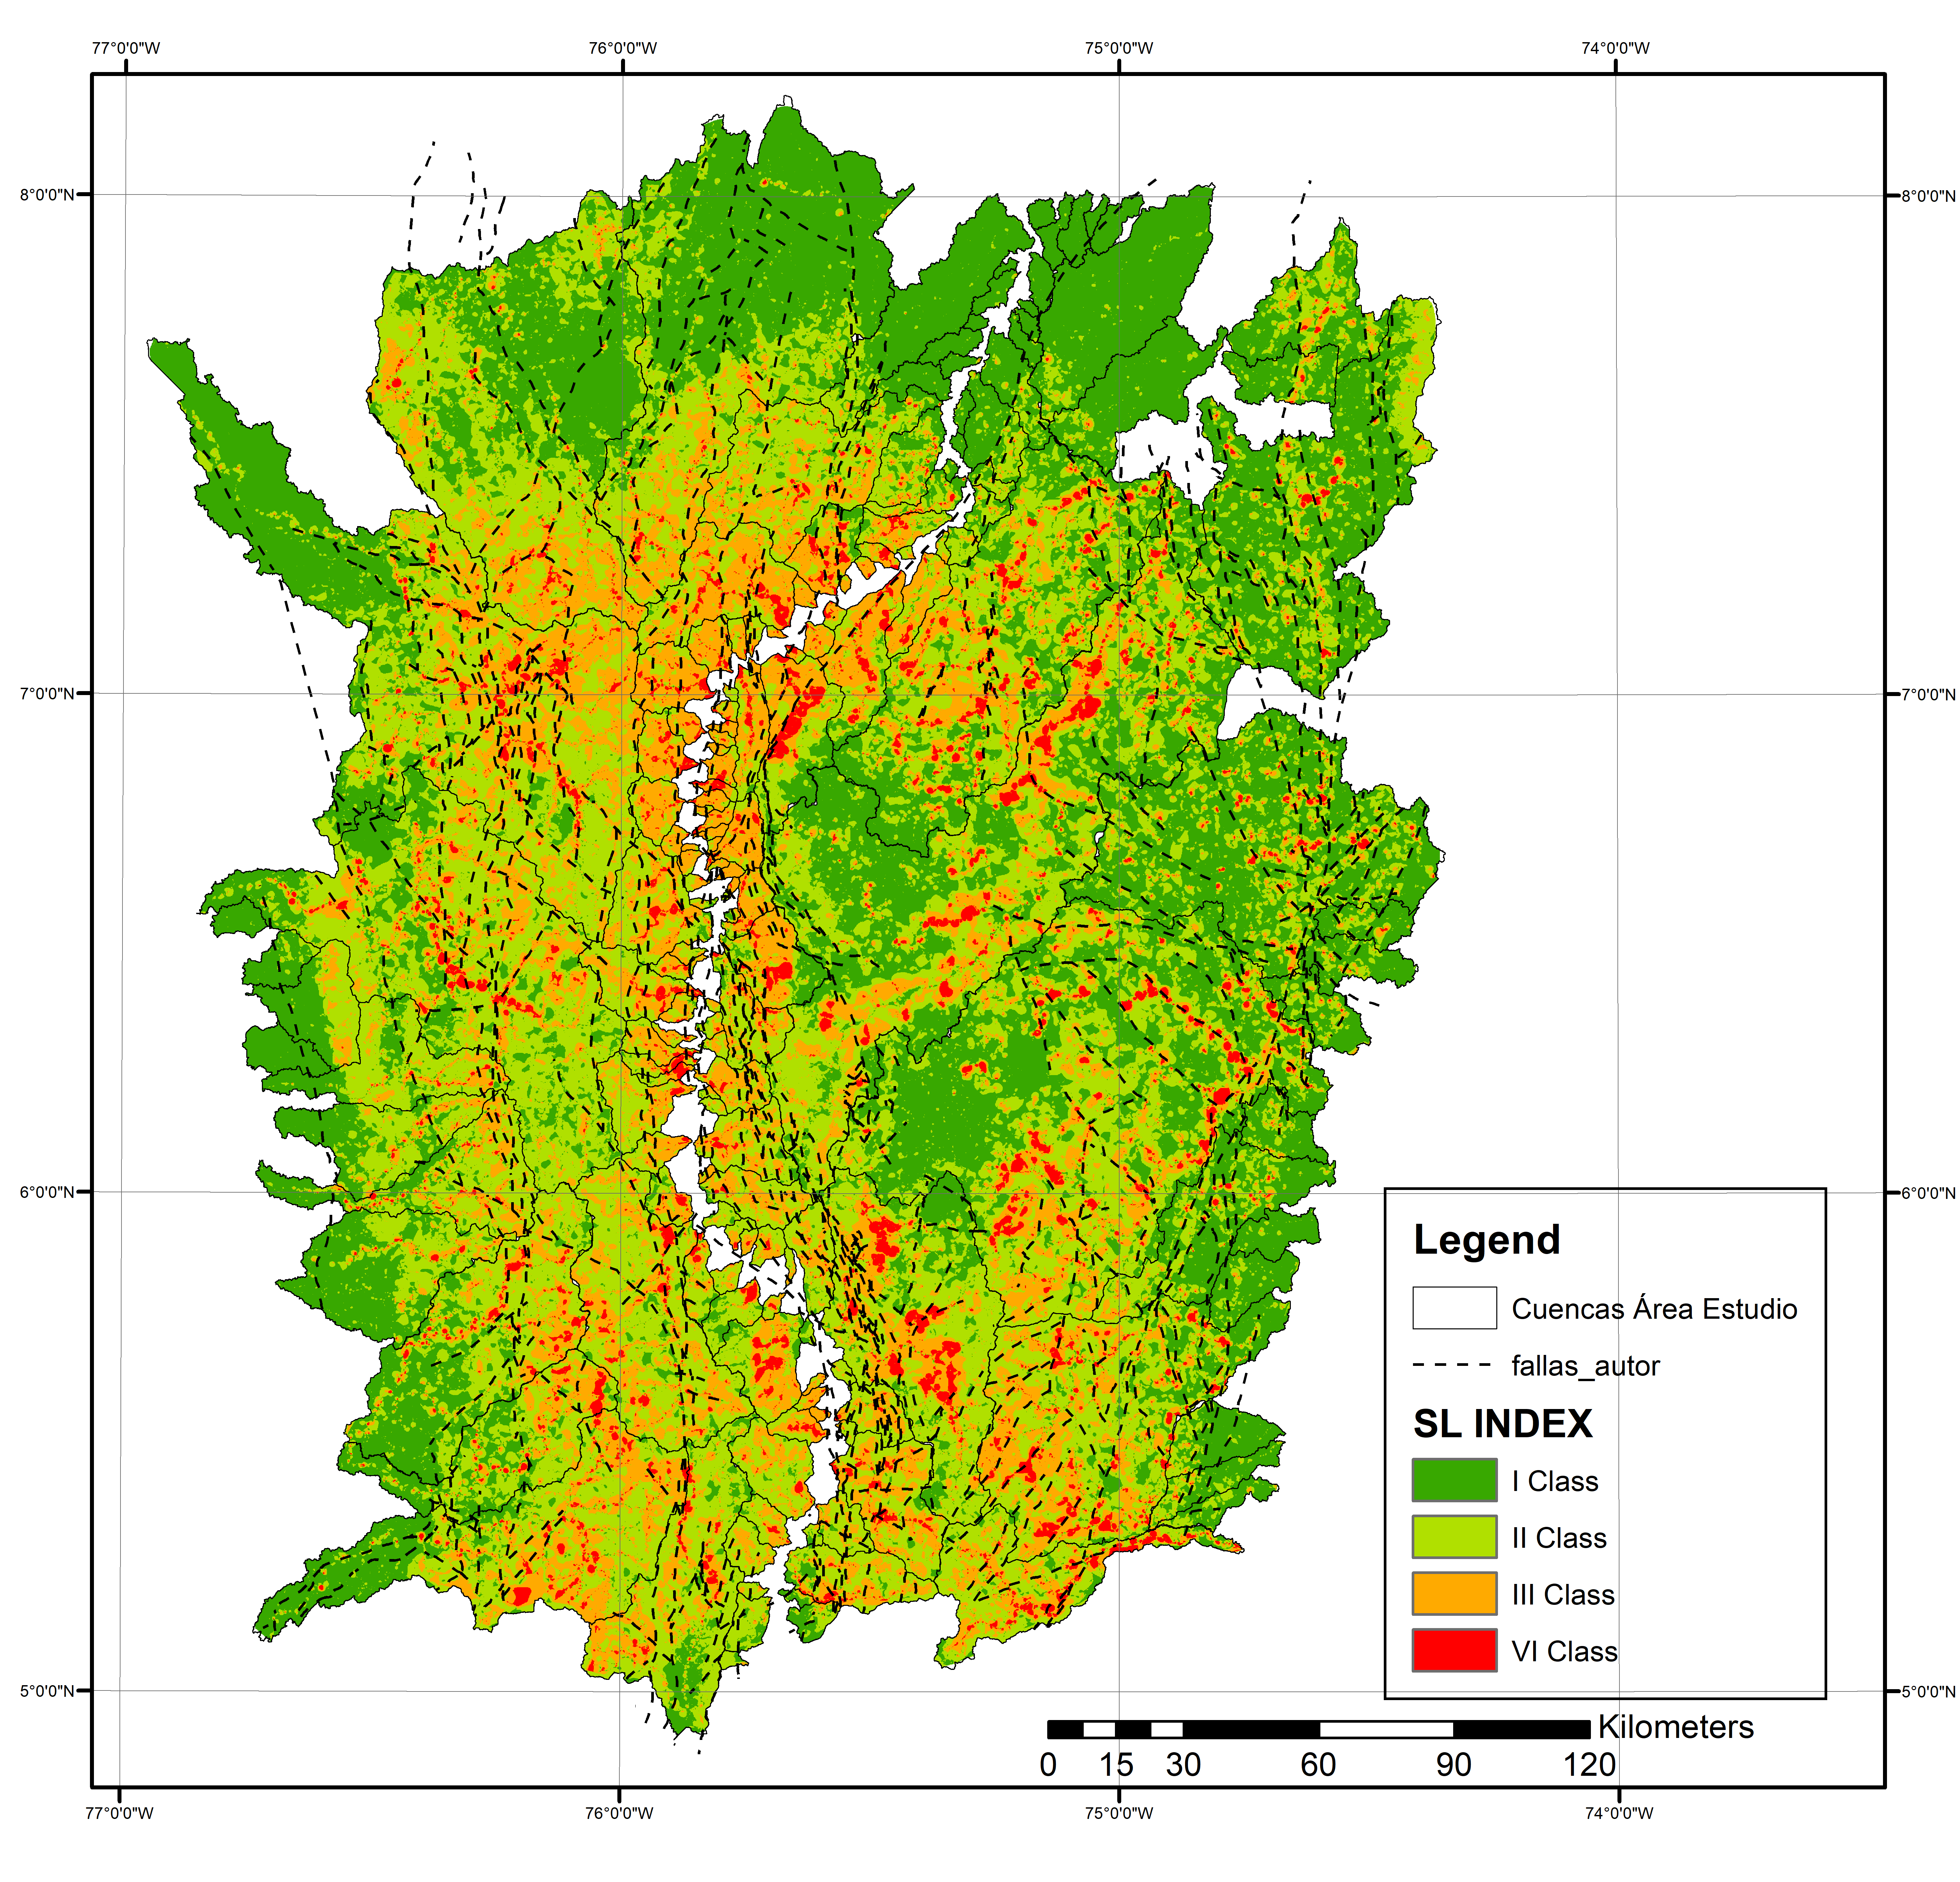 77°0'0"W 76°0'0"W 75°0'0"W 74°0'0"W
8°0'0"N 8°0'0"N
7°0'0"N 7°0'0"N
6°0'0"N 6°0'0"N
Legend
Cuencas Área Estudio
fallas_autor
SL INDEX
I Class
II Class
III Class
VI Class
5°0'0"N 5°0'0"N
Kilometers
0 15 30 60 90 120
77°0'0"W 76°0'0"W 75°0'0"W 74°0'0"W